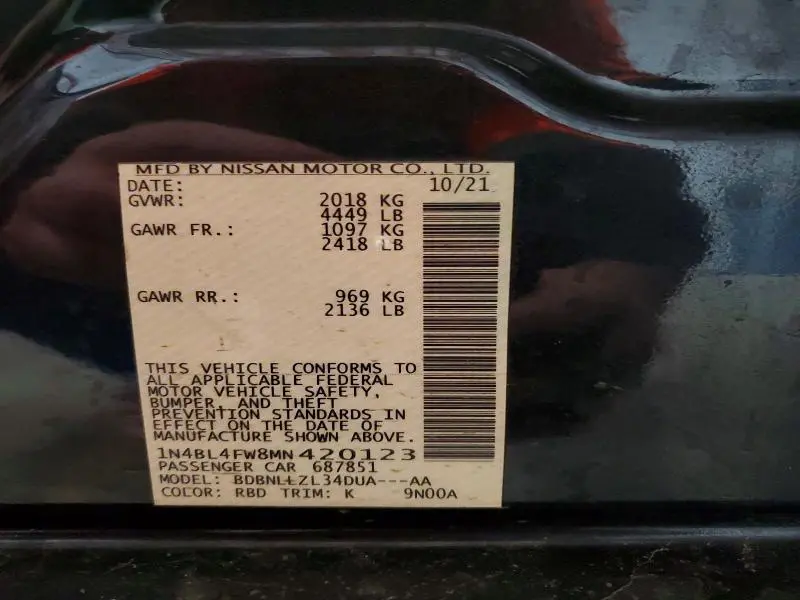 MFD BY NISSAN MOTOR CO., LTD.
DATE: 10/21
GVWR: 2018 KG
4449 LB
GAWR FR.: 1097 KG
2418 LB
GAWR RR.: 969 KG
2136 LB
THIS VEHICLE CONFORMS TO
ALL APPLICABLE FEDERAL
MOTOR VEHICLE SAFETY,
BUMPER, AND THEFT
PREVENTION STANDARDS IN
EFFECT ON THE DATE OF
MANUFACTURE SHOWN ABOVE.
1N4BL4FW8MN420123
PASSENGER CAR 687851
MODEL: BDBNLLZL34DUA---AA
COLOR: RBD TRIM: K 9N00A